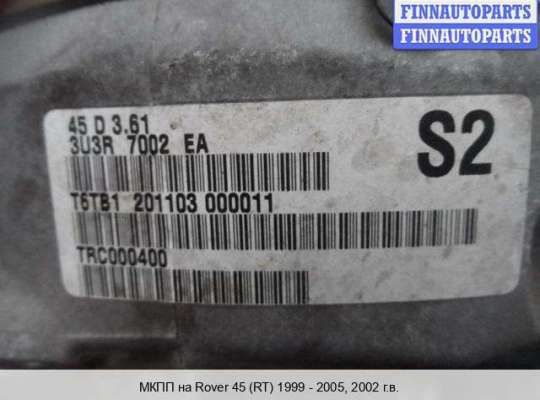 FINNAUTOPARTS
FINNAUTOPARTS
45 D 3.61
3U3R 7002 EA
S2
T6TB1 201103 000011
TRC000400
МКПП на Rover 45 (RT) 1999 - 2005, 2002 г.в.